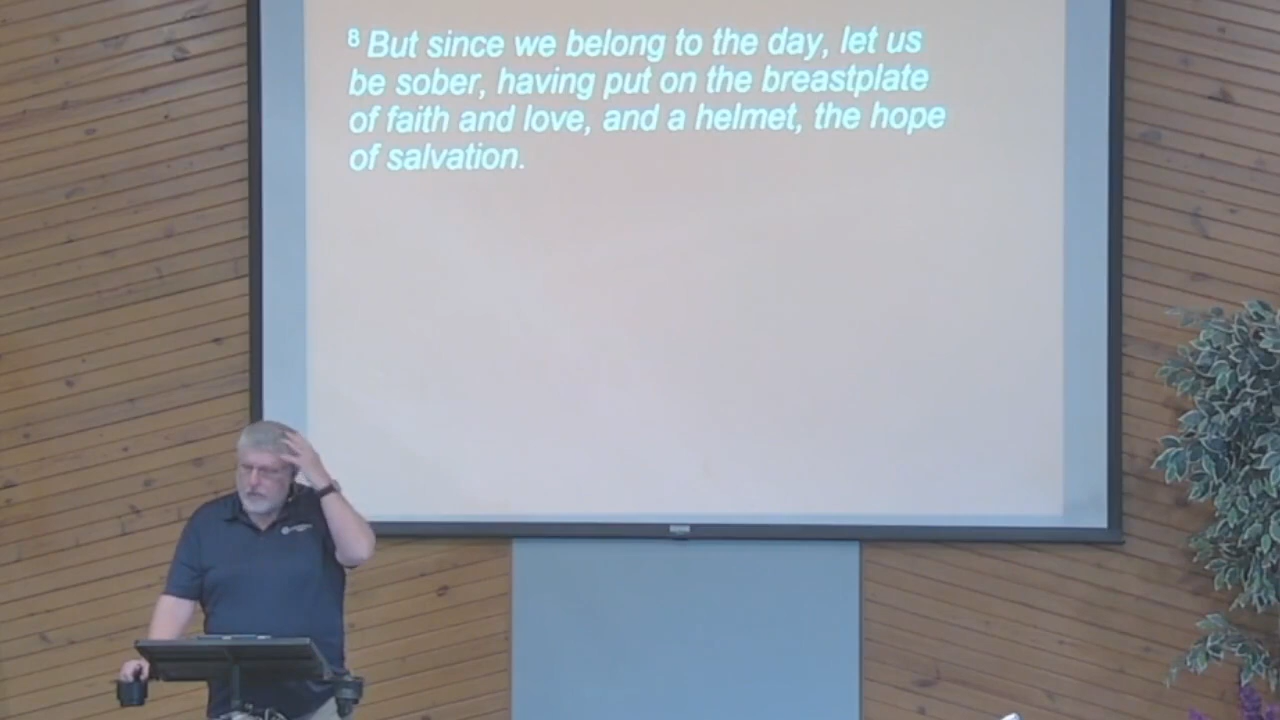 ⁸ But since we belong to the day, let us
be sober, having put on the breastplate
of faith and love, and a helmet, the hope
of salvation.